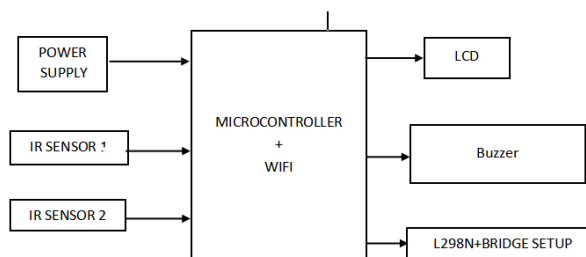 POWER
SUPPLY
IR SENSOR 1
IR SENSOR 2
MICROCONTROLLER
+
WIFI
LCD
Buzzer
L298N+BRIDGE SETUP